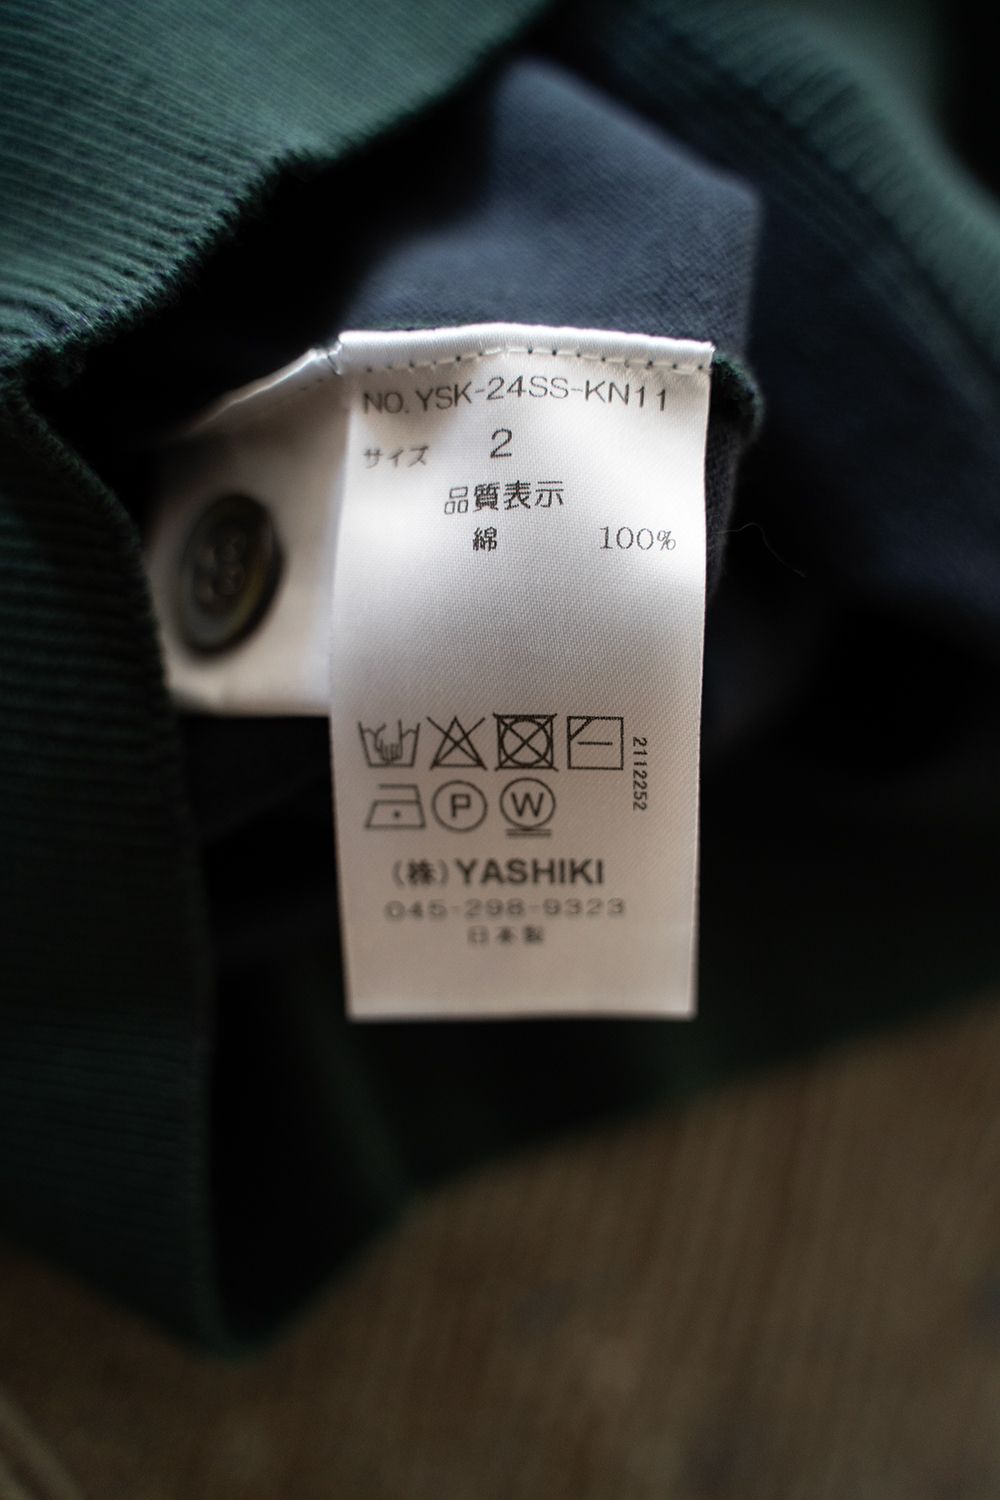 NO. YSK-24SS-KN11
サイズ 2
品質表示
綿 100%
2112252
P W
(株)YASHIKI
045-298-9323
日本製